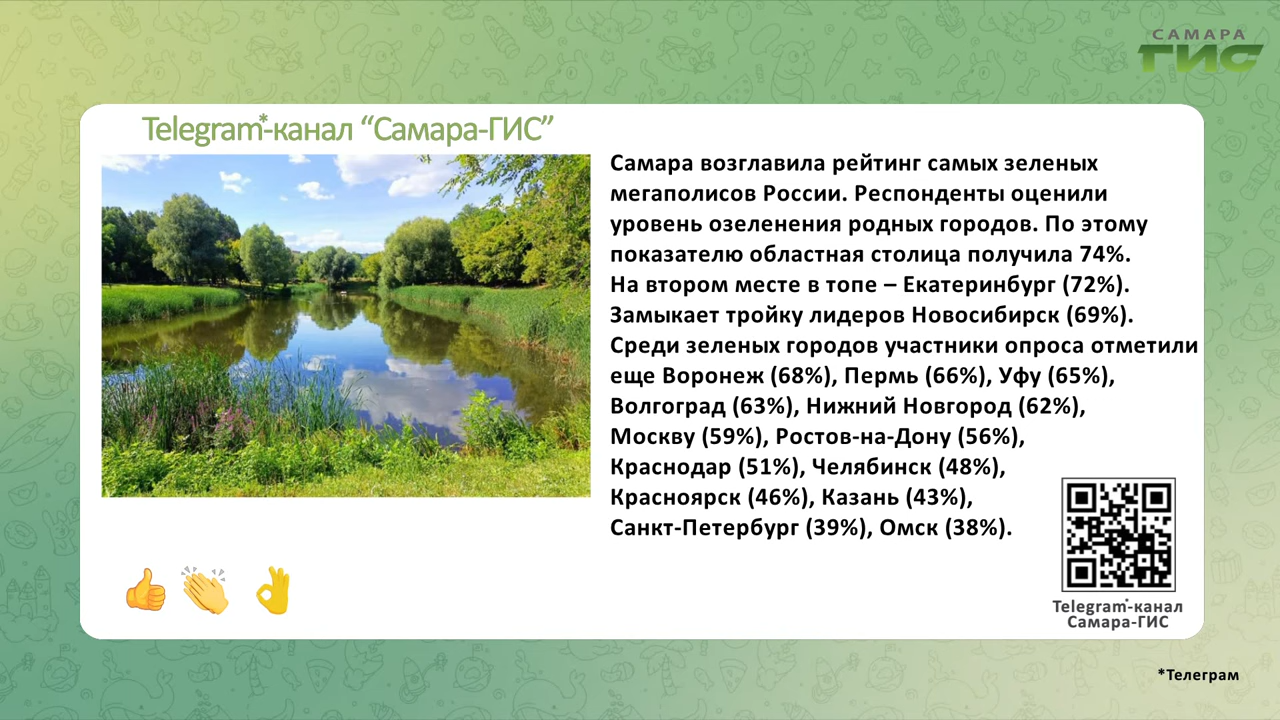 САМАРА
ГИС
Telegram*-канал “Самара-ГИС”
Самара возглавила рейтинг самых зеленых
мегаполисов России. Респонденты оценили
уровень озеленения родных городов. По этому
показателю областная столица получила 74%.
На втором месте в топе – Екатеринбург (72%).
Замыкает тройку лидеров Новосибирск (69%).
Среди зеленых городов участники опроса отметили
еще Воронеж (68%), Пермь (66%), Уфу (65%),
Волгоград (63%), Нижний Новгород (62%),
Москву (59%), Ростов-на-Дону (56%),
Краснодар (51%), Челябинск (48%),
Красноярск (46%), Казань (43%),
Санкт-Петербург (39%), Омск (38%).
Telegram*-канал
Самара-ГИС
*Телеграм